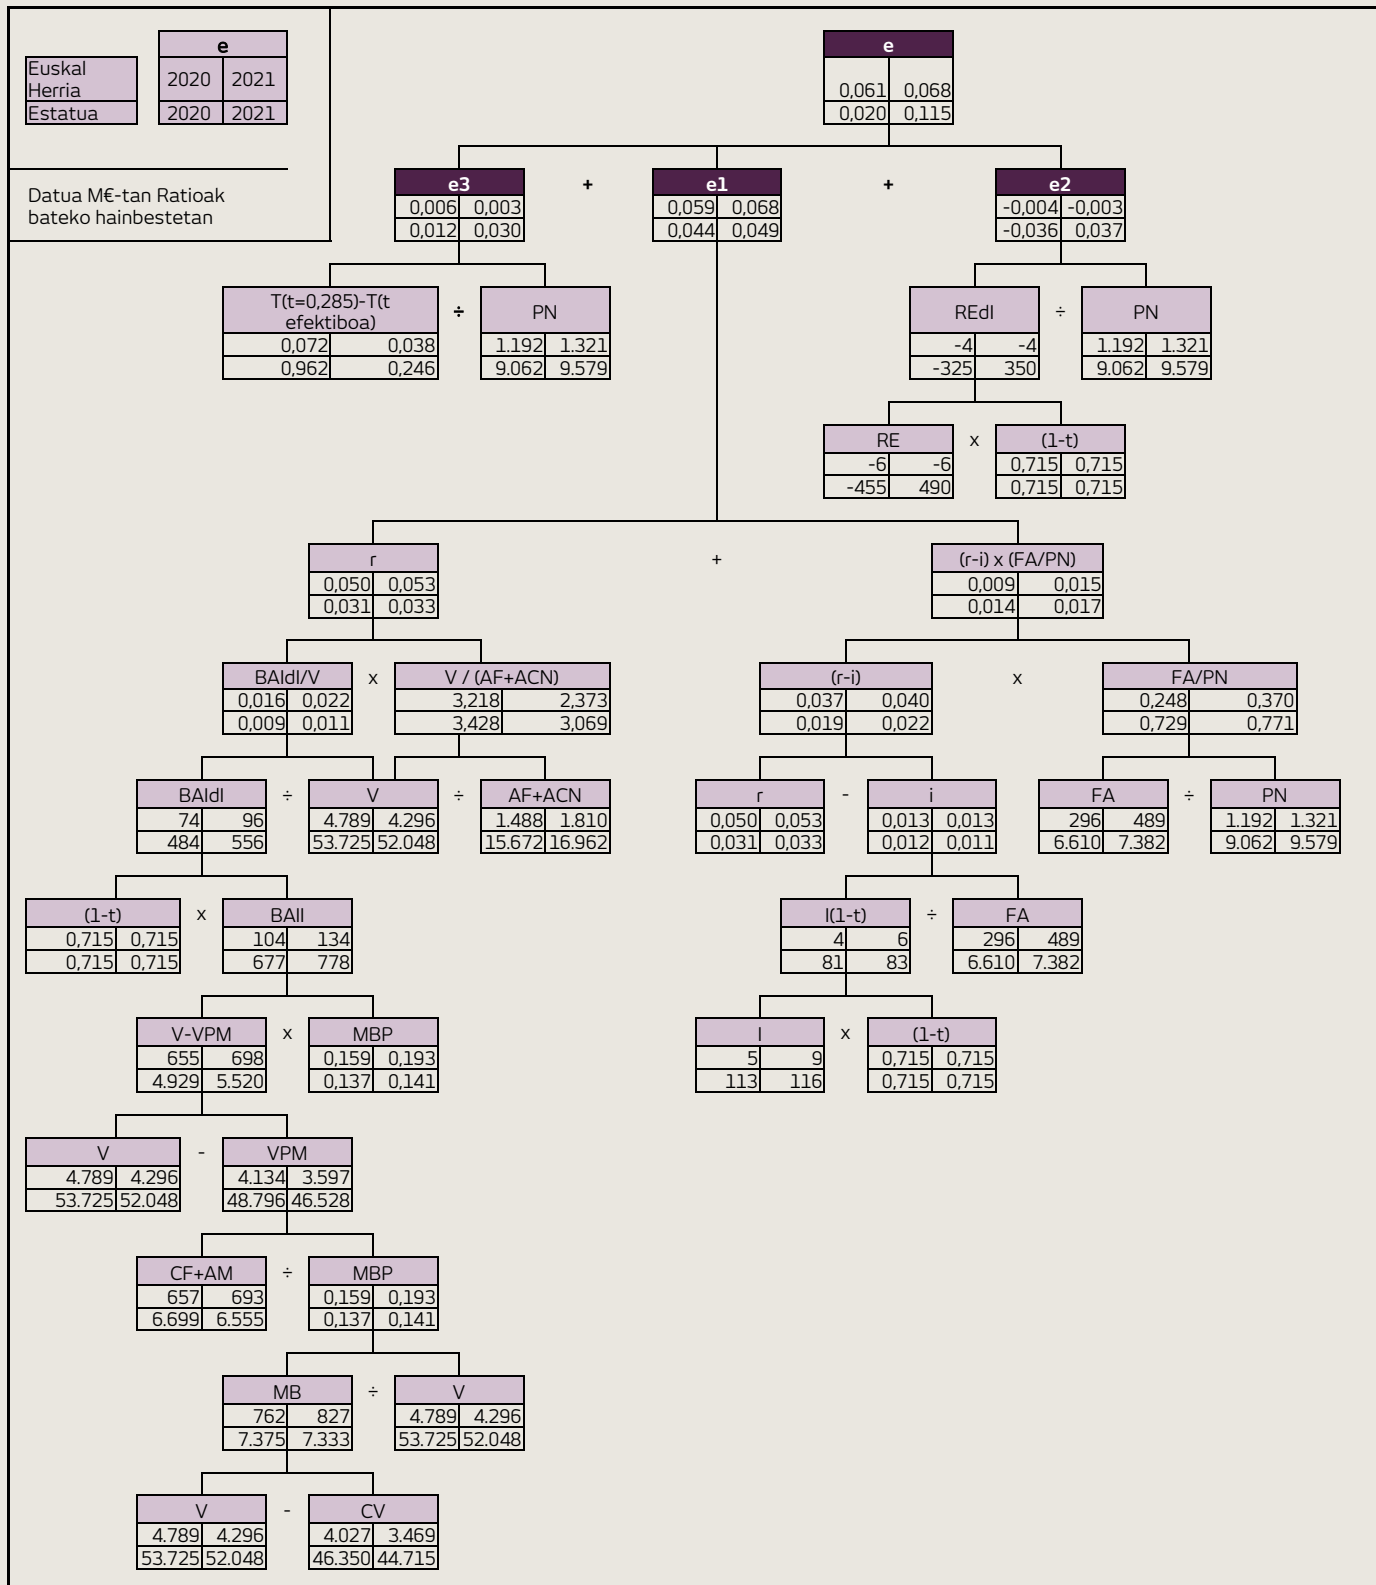 e
Euskal Herria 2020 2021
Estatua 2020 2021
Datua M€-tan Ratioak
bateko hainbestetan
e
0,061 0,068
0,020 0,115
e3 + e1 + e2
0,006 0,003 0,059 0,068 -0,004 -0,003
0,012 0,030 0,044 0,049 -0,036 0,037
T(t=0,285)-T(t
efektiboa) ÷ PN REdI ÷ PN
0,072 0,038 1.192 1.321 -4 -4 1.192 1.321
0,962 0,246 9.062 9.579 -325 350 9.062 9.579
RE x (1-t)
-6 -6 0,715 0,715
-455 490 0,715 0,715
r + (r-i) x (FA/PN)
0,050 0,053 0,009 0,015
0,031 0,033 0,014 0,017
BAIdI/V x V / (AF+ACN) (r-i) x FA/PN
0,016 0,022 3,218 2,373 0,037 0,040 0,248 0,370
0,009 0,011 3,428 3,069 0,019 0,022 0,729 0,771
BAIdI ÷ V ÷ AF+ACN r - i FA ÷ PN
74 96 4.789 4.296 1.488 1.810 0,050 0,053 0,013 0,013 296 489 1.192 1.321
484 556 53.725 52.048 15.672 16.962 0,031 0,033 0,012 0,011 6.610 7.382 9.062 9.579
(1-t) x BAII I(1-t) ÷ FA
0,715 0,715 104 134 4 6 296 489
0,715 0,715 677 778 81 83 6.610 7.382
V-VPM x MBP I x (1-t)
655 698 0,159 0,193 5 9 0,715 0,715
4.929 5.520 0,137 0,141 113 116 0,715 0,715
V - VPM
4.789 4.296 4.134 3.597
53.725 52.048 48.796 46.528
CF+AM ÷ MBP
657 693 0,159 0,193
6.699 6.555 0,137 0,141
MB ÷ V
762 827 4.789 4.296
7.375 7.333 53.725 52.048
V - CV
4.789 4.296 4.027 3.469
53.725 52.048 46.350 44.715